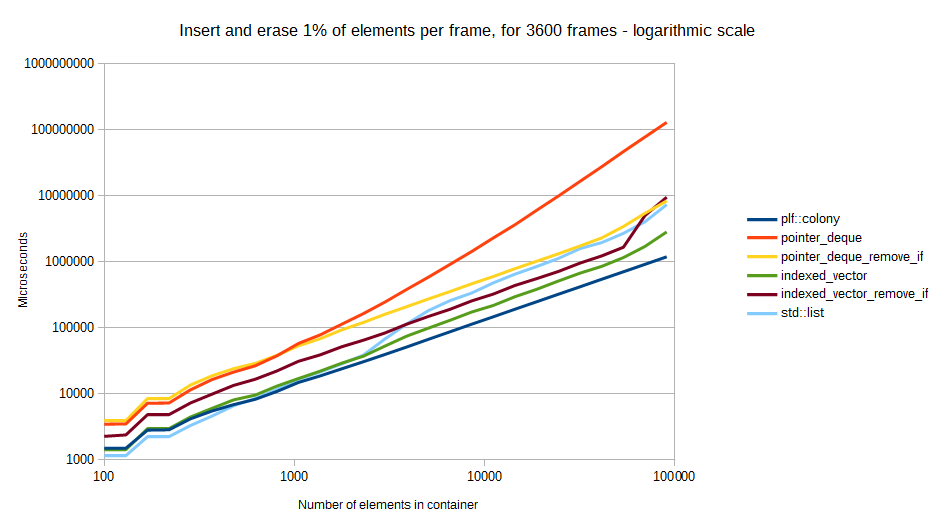 Insert and erase 1% of elements per frame, for 3600 frames - logarithmic scale
1000000000
100000000
10000000
1000000
100000
10000
1000
Microseconds
100
1000
10000
100000
Number of elements in container
plf::colony
pointer_deque
pointer_deque_remove_if
indexed_vector
indexed_vector_remove_if
std::list